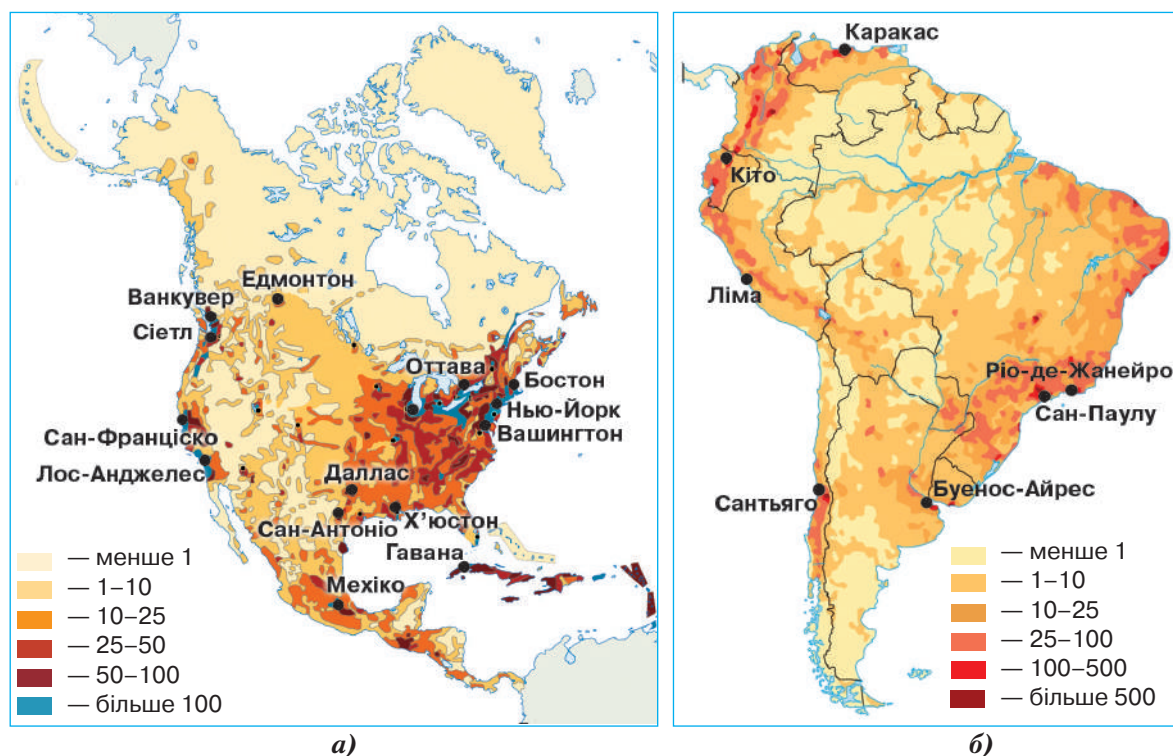 Едмонтон
Ванкувер
Сіетл
Оттава
Бостон
Нью-Йорк
Вашингтон
Сан-Франціско
Лос-Анджелес
Даллас
Сан-Антоніо
Х'юстон
Гавана
Мехіко
— менше 1
— 1–10
— 10–25
— 25–50
— 50–100
— більше 100
а)
Каракас
Кіто
Ліма
Ріо-де-Жанейро
Сан-Паулу
Сантьяго
Буенос-Айрес
— менше 1
— 1–10
— 10–25
— 25–100
— 100–500
— більше 500
б)